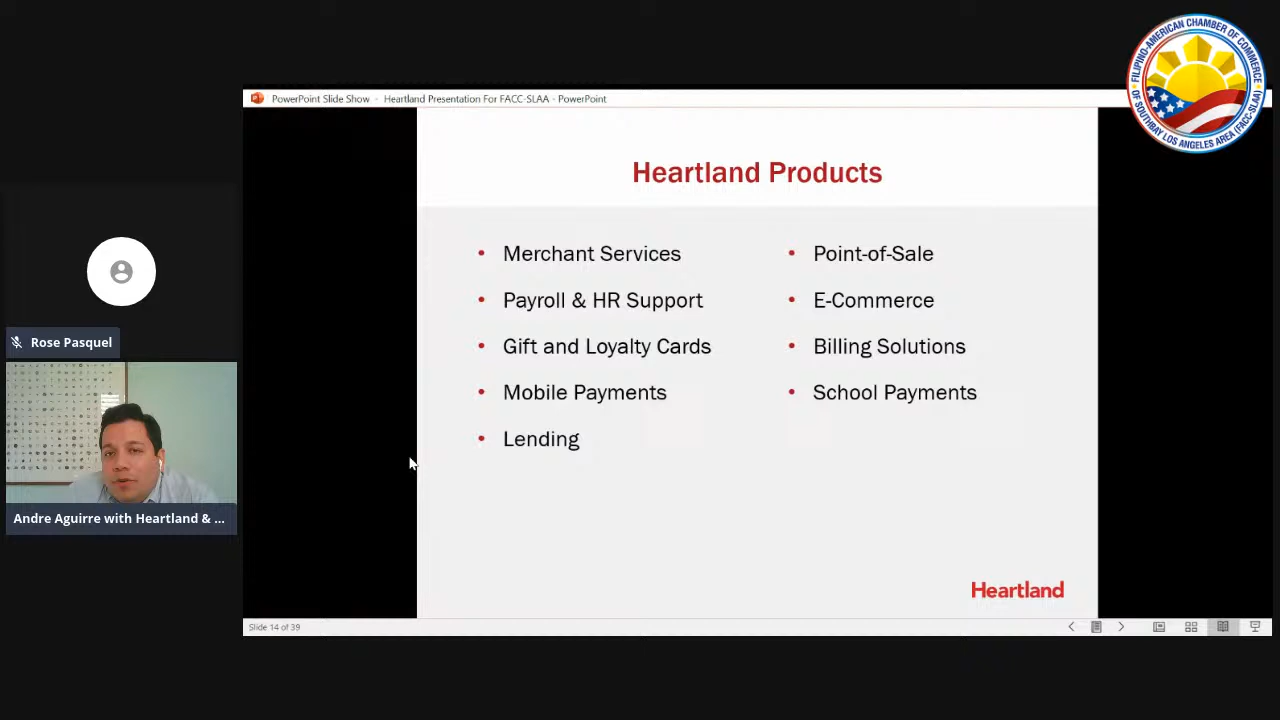 FILIPINO-AMERICAN CHAMBER OF COMMERCE
OF SOUTHBAY LOS ANGELES AREA (FACC-SLAA)
PowerPoint Slide Show - Heartland Presentation For FACC-SLAA - PowerPoint
Heartland Products
• Merchant Services
• Payroll & HR Support
• Gift and Loyalty Cards
• Mobile Payments
• Lending
• Point-of-Sale
• E-Commerce
• Billing Solutions
• School Payments
Heartland
Slide 14 of 39
Rose Pasquel
Andre Aguirre with Heartland & ...